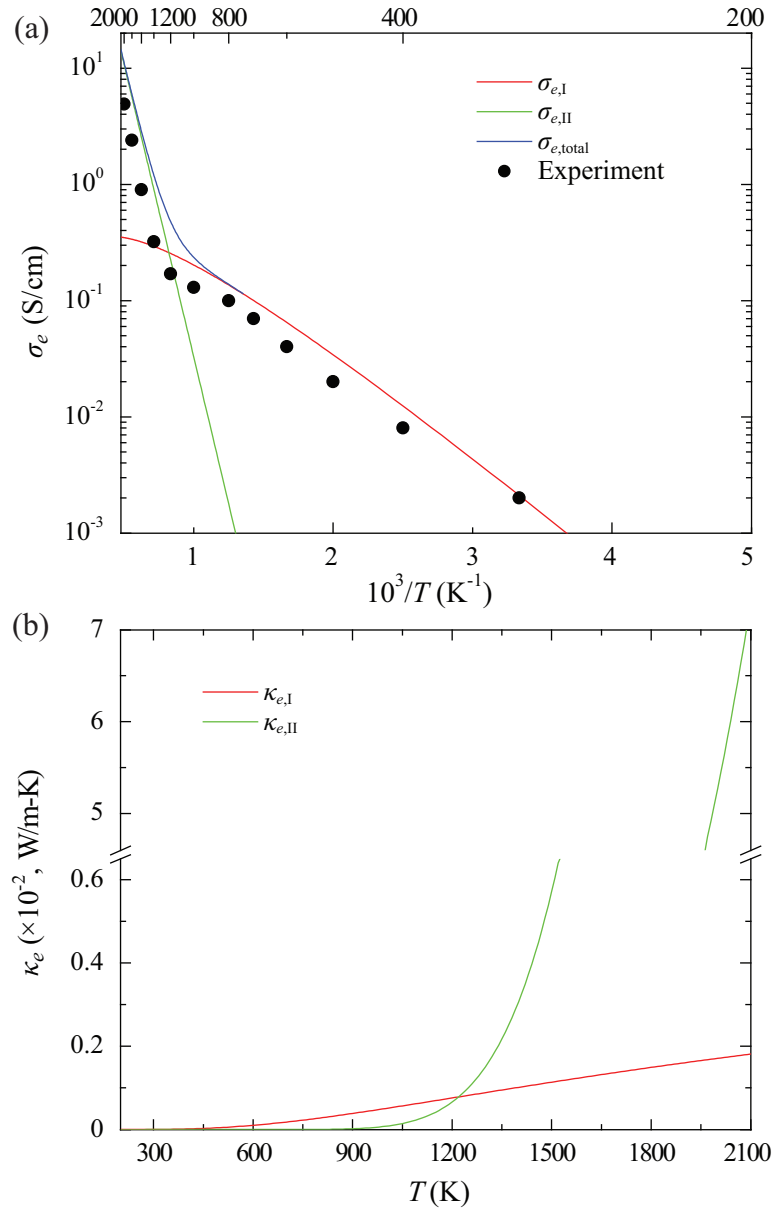 (a)
2000 1200 800 400 200
10¹
10⁰
10⁻¹
10⁻²
10⁻³
σe (S/cm)
σe,I
σe,II
σe,total
Experiment
1 2 3 4 5
10³/T (K⁻¹)
(b)
7
6
5
0.6
0.4
0.2
0
κe (×10⁻², W/m-K)
κe,I
κe,II
300 600 900 1200 1500 1800 2100
T (K)